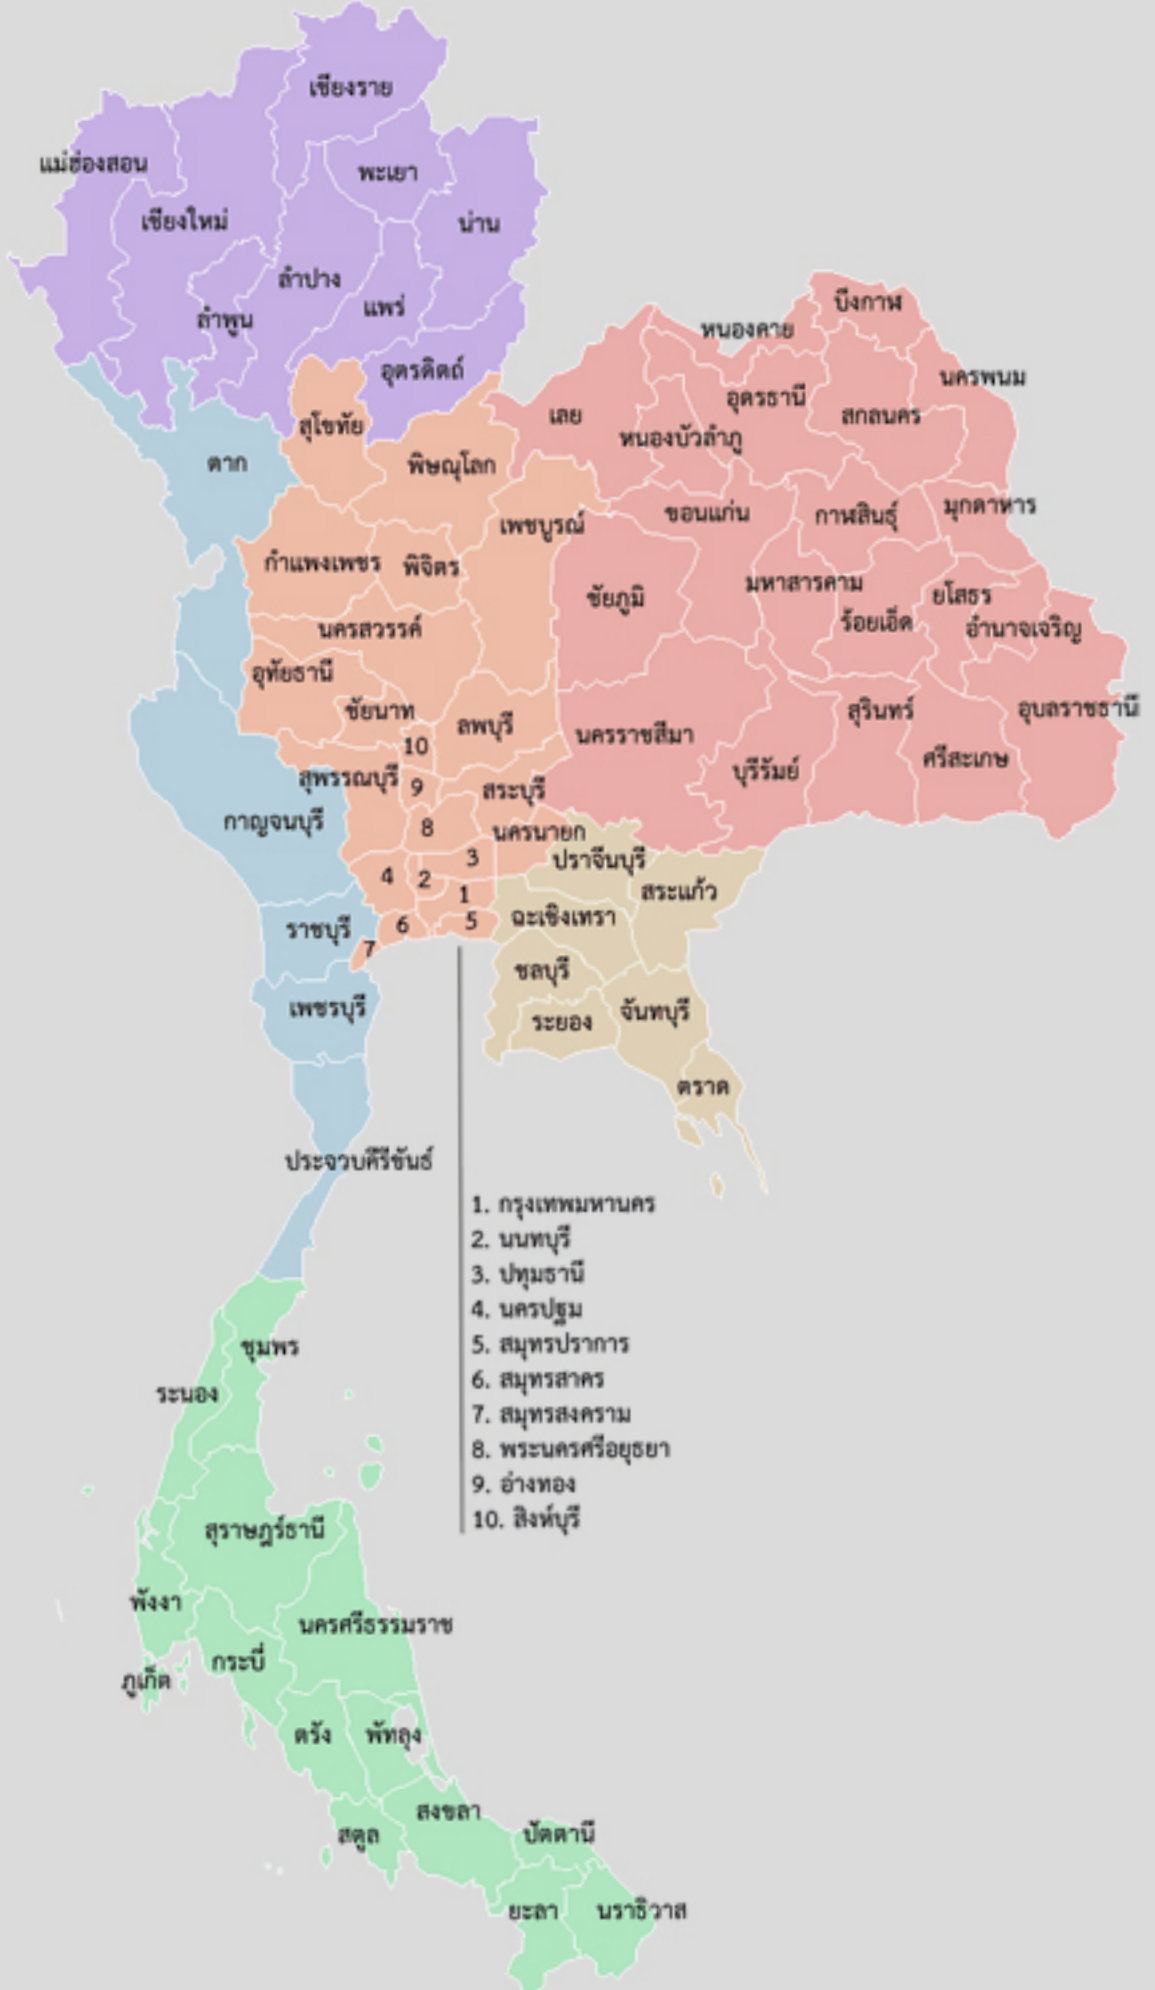 เชียงราย
แม่ฮ่องสอน
พะเยา
เชียงใหม่
น่าน
ลำปาง
แพร่
ลำพูน
อุตรดิตถ์
บึงกาฬ
หนองคาย
นครพนม
อุดรธานี
เลย
สกลนคร
หนองบัวลำภู
สุโขทัย
ตาก
พิษณุโลก
เพชบูรณ์
ขอนแก่น
กาฬสินธุ์
มุกดาหาร
กำแพงเพชร
พิจิตร
ชัยภูมิ
มหาสารคาม
ยโสธร
ร้อยเอ็ด
อำนาจเจริญ
นครสวรรค์
อุทัยธานี
ชัยนาท
ลพบุรี
นครราชสีมา
สุรินทร์
อุบลราชธานี
10
บุรีรัมย์
ศรีสะเกษ
สุพรรณบุรี
9
สระบุรี
กาญจนบุรี
8
นครนายก
3
ปราจีนบุรี
4
2
1
สระแก้ว
ราชบุรี
6
5
ฉะเชิงเทรา
7
ชลบุรี
เพชรบุรี
ระยอง
จันทบุรี
ตราด
ประจวบคีรีขันธ์
1. กรุงเทพมหานคร
2. นนทบุรี
3. ปทุมธานี
4. นครปฐม
5. สมุทรปราการ
6. สมุทรสาคร
7. สมุทรสงคราม
8. พระนครศรีอยุธยา
9. อ่างทอง
10. สิงห์บุรี
ชุมพร
ระนอง
สุราษฎร์ธานี
พังงา
นครศรีธรรมราช
กระบี่
ภูเก็ต
ตรัง
พัทลุง
สงขลา
สตูล
ปัตตานี
ยะลา
นราธิวาส